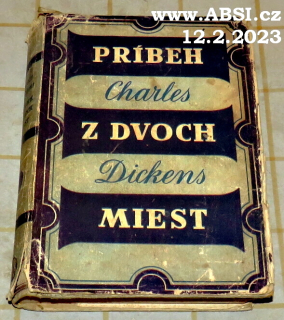 www.ABSI.cz
12.2.2023
PRÍBEH
Charles
Z DVOCH
Dickens
MIEST